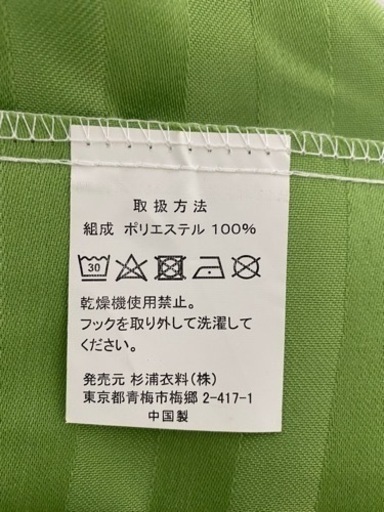 取扱方法
組成 ポリエステル 100%
30
乾燥機使用禁止。
フックを取り外して洗濯して
ください。
発売元 杉浦衣料(株)
東京都青梅市梅郷 2-417-1
中国製